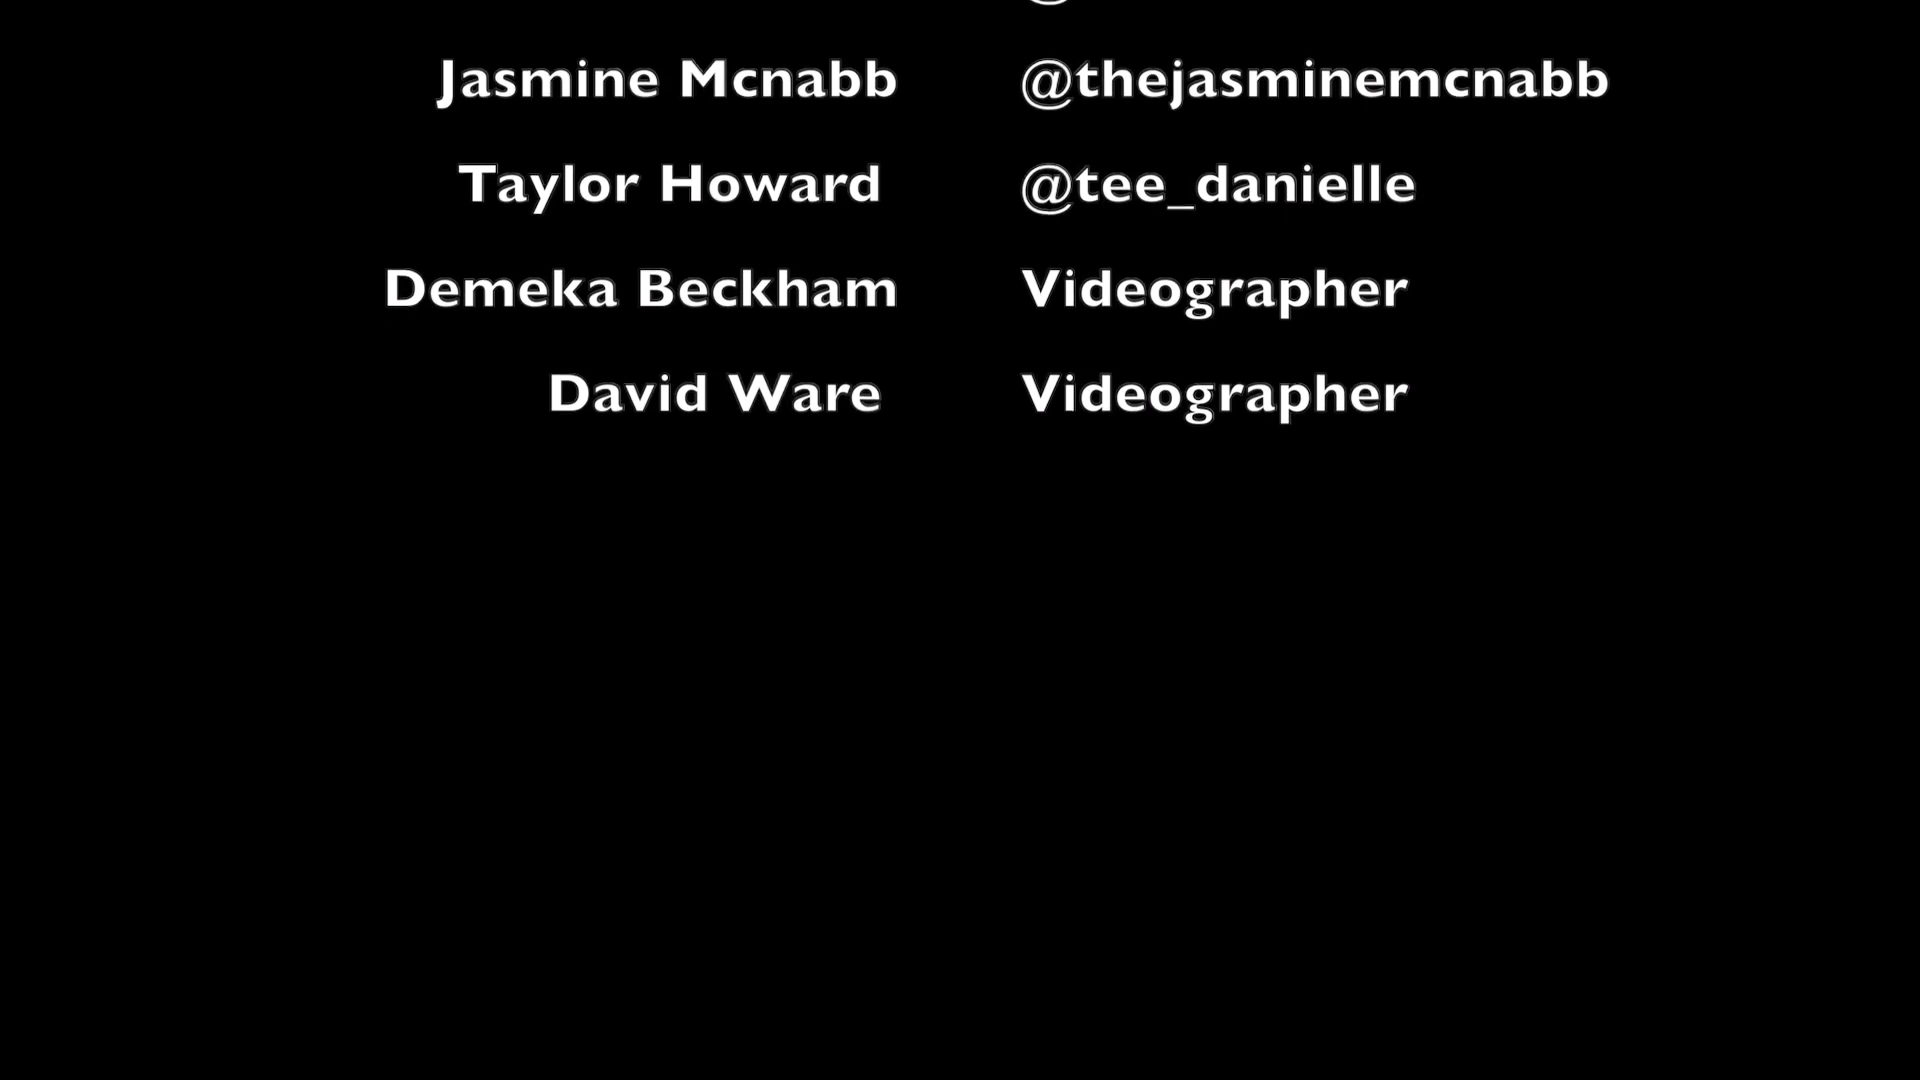 Jasmine Mcnabb @thejasminemcnabb
Taylor Howard @tee_danielle
Demeka Beckham Videographer
David Ware Videographer